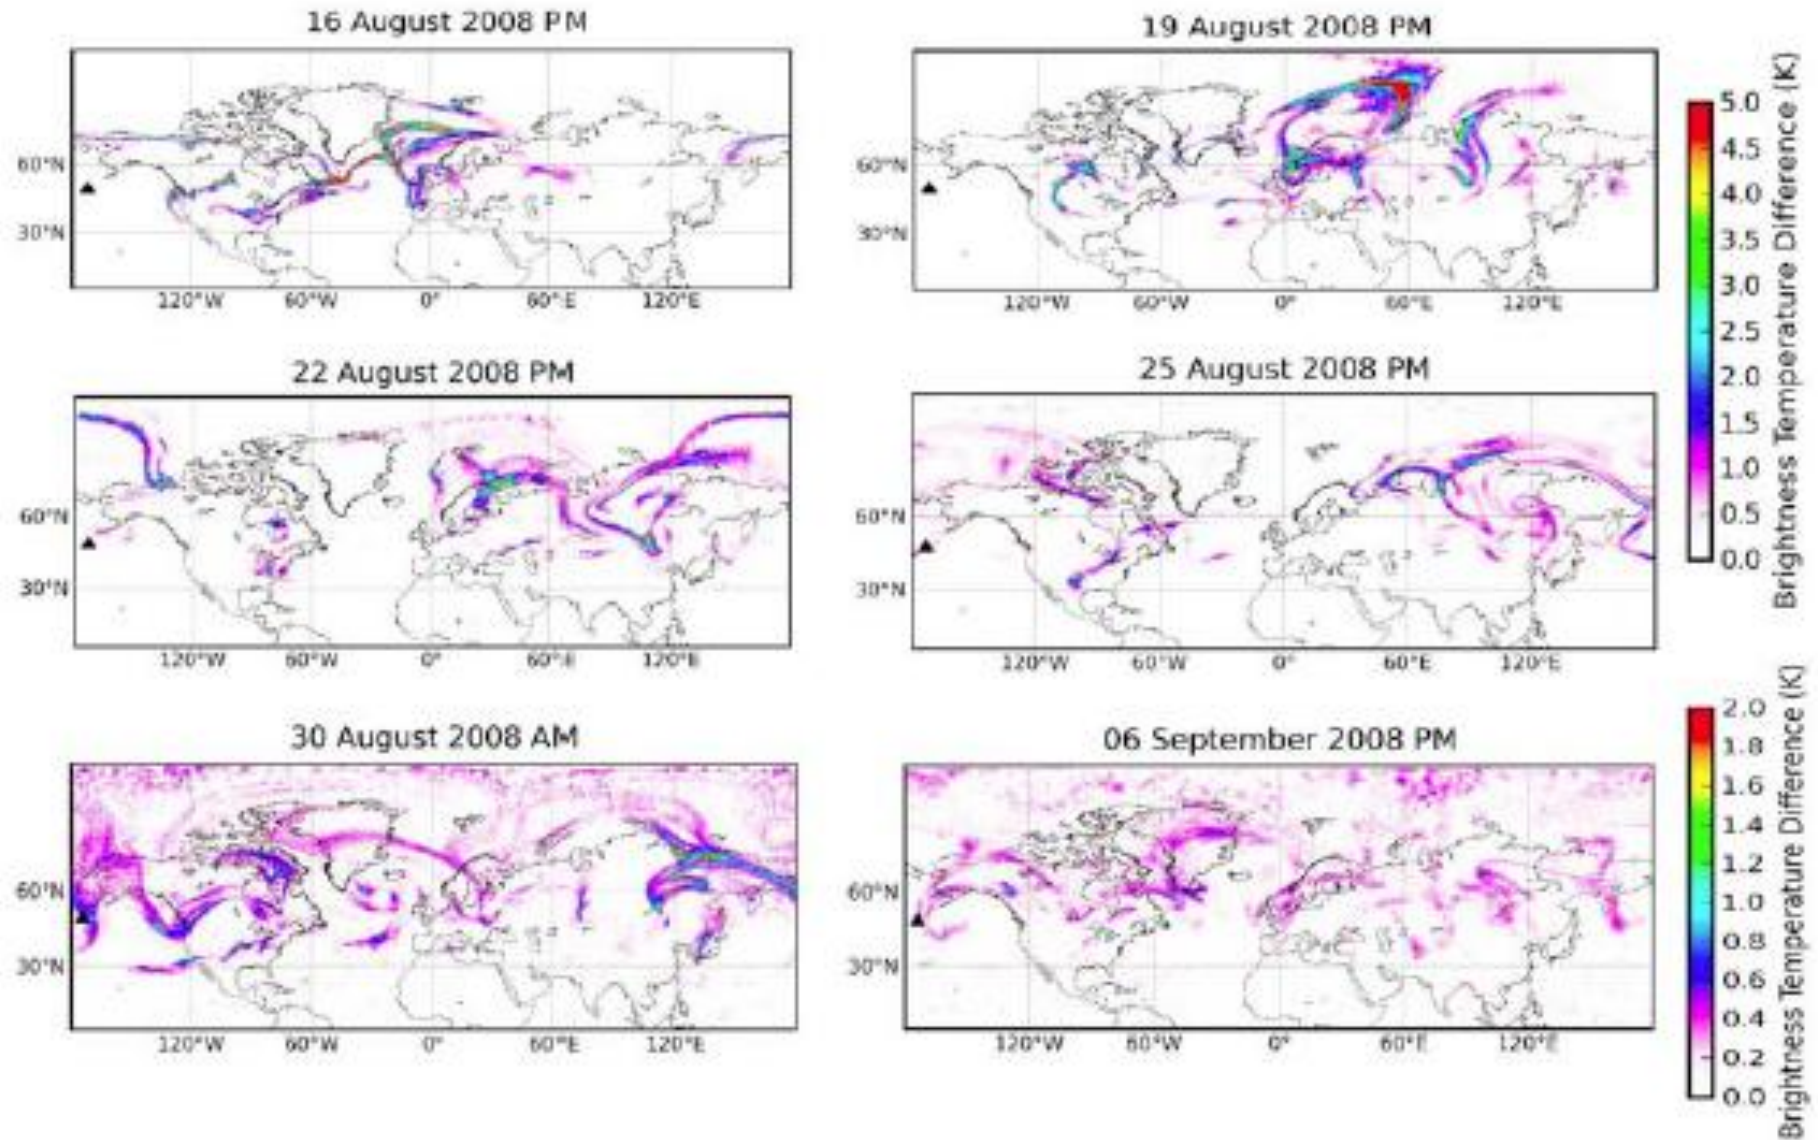 16 August 2008 PM
60°N
30°N
120°W 60°W 0° 60°E 120°E
19 August 2008 PM
60°N
30°N
120°W 60°W 0° 60°E 120°E
22 August 2008 PM
60°N
30°N
120°W 60°W 0° 60°E 120°E
25 August 2008 PM
60°N
30°N
120°W 60°W 0° 60°E 120°E
5.0
4.5
4.0
3.5
3.0
2.5
2.0
1.5
1.0
0.5
0.0
Brightness Temperature Difference (K)
30 August 2008 AM
60°N
30°N
120°W 60°W 0° 60°E 120°E
06 September 2008 PM
60°N
30°N
120°W 60°W 0° 60°E 120°E
2.0
1.8
1.6
1.4
1.2
1.0
0.8
0.6
0.4
0.2
0.0
Brightness Temperature Difference (K)